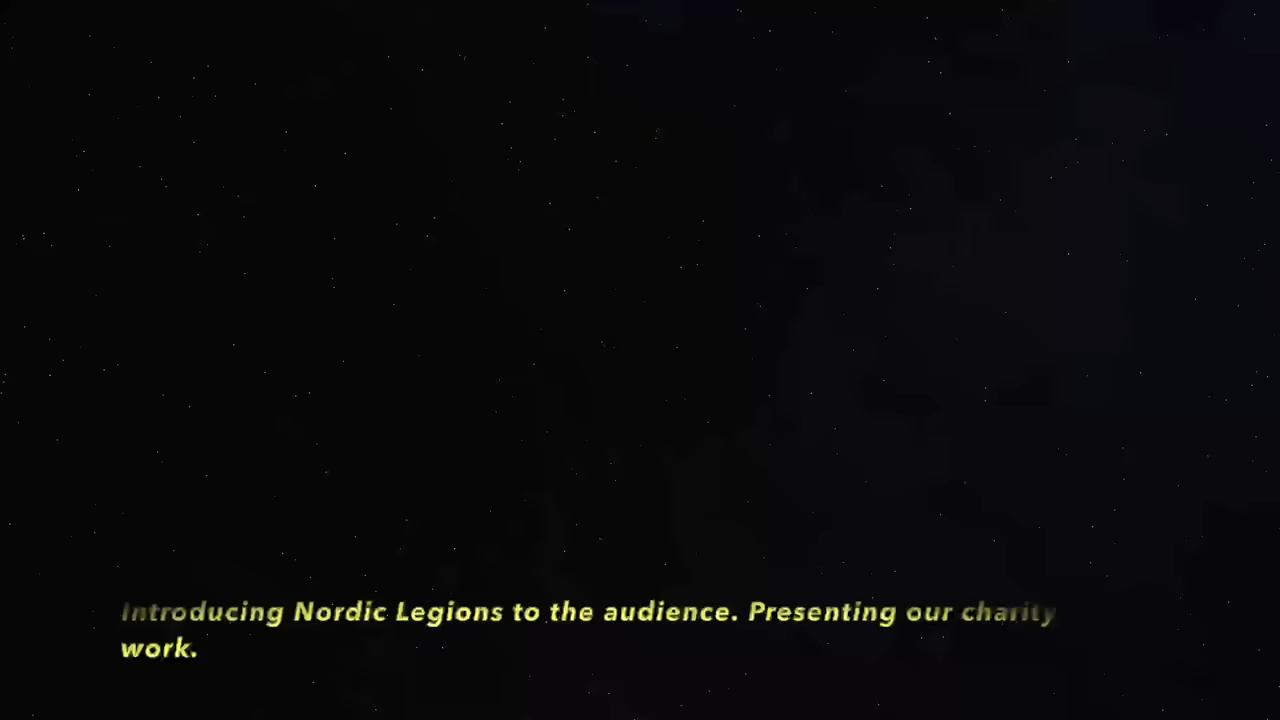 Introducing Nordic Legions to the audience. Presenting our charity
work.